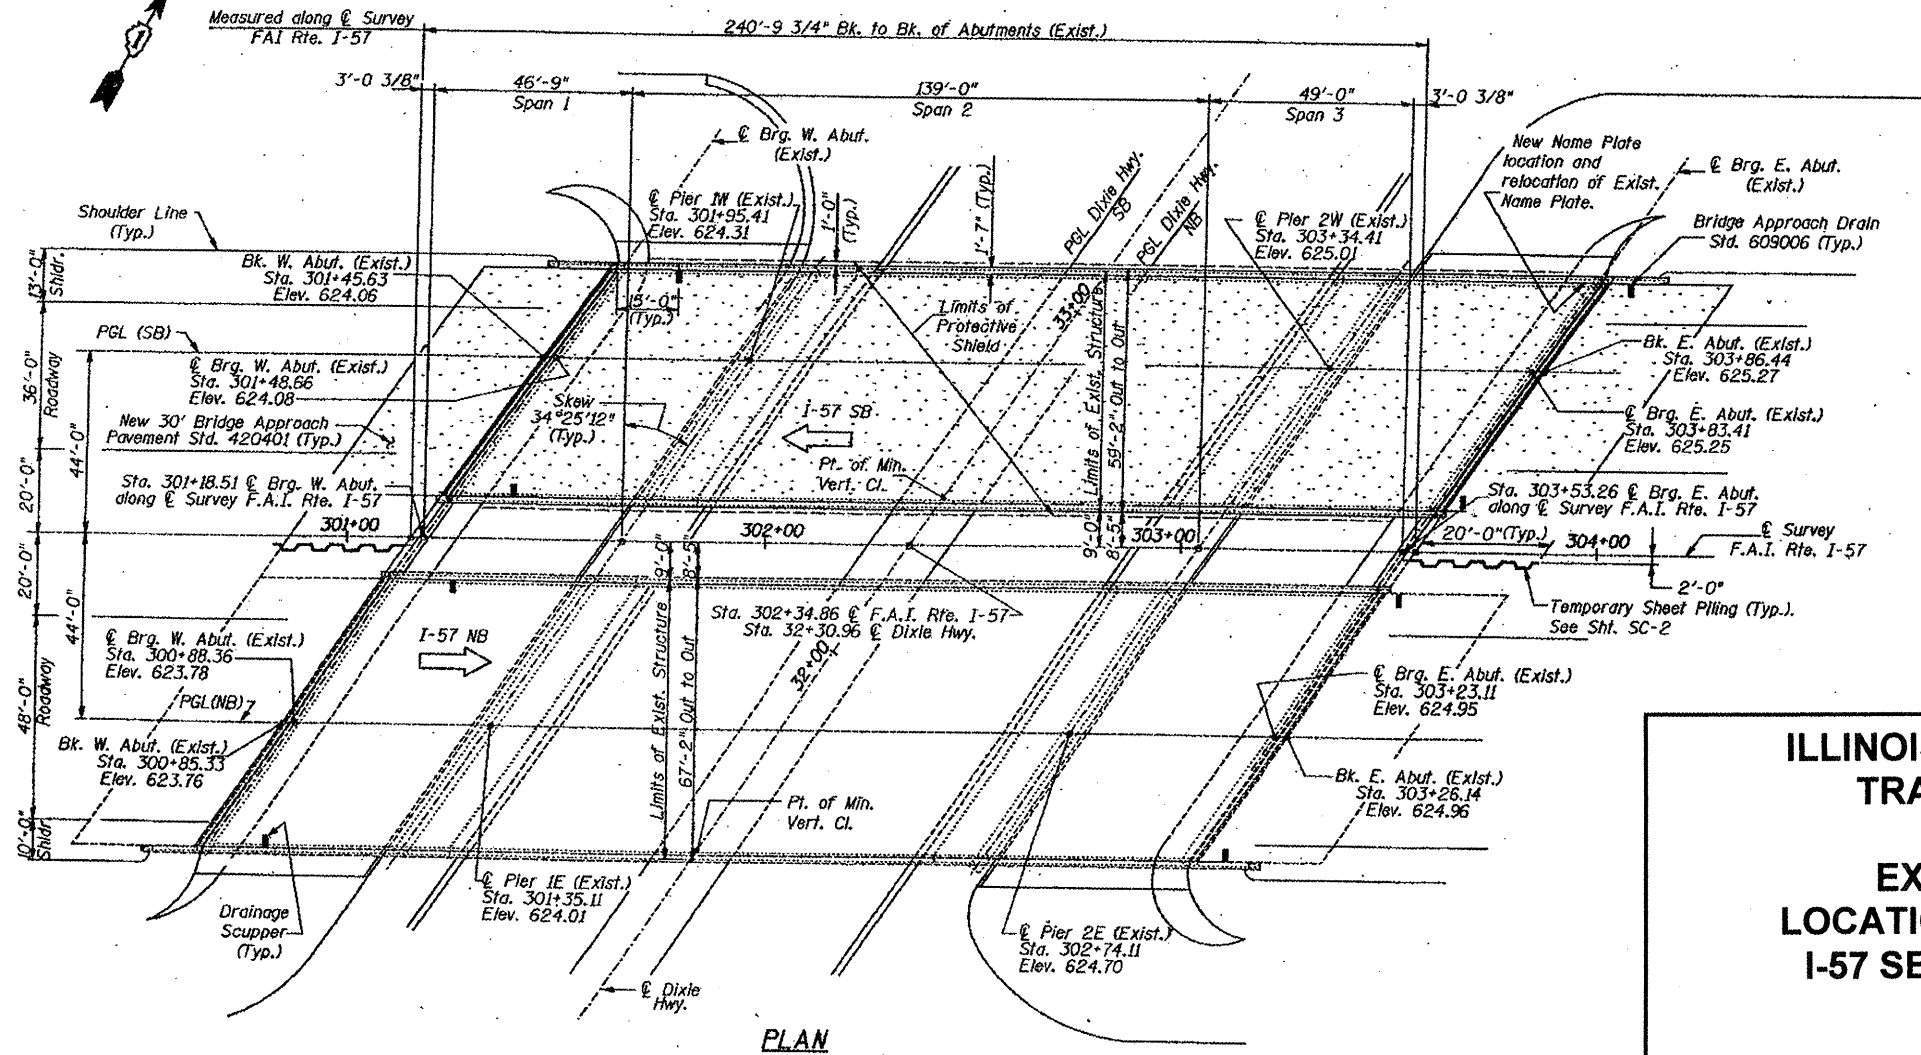 Measured along ℄ Survey
FAI Rte. I-57
240'-9 3/4" Bk. to Bk. of Abutments (Exist.)
3'-0 3/8"
46'-9"
Span 1
139'-0"
Span 2
49'-0"
Span 3
3'-0 3/8"
℄ Brg. W. Abut.
(Exist.)
New Name Plate
location and
relocation of Exist.
Name Plate.
℄ Brg. E. Abut.
(Exist.)
Shoulder Line
(Typ.)
℄ Pier 1W (Exist.)
Sta. 301+95.41
Elev. 624.31
1'-0"
(Typ.)
1'-7" (Typ.)
PGL Dixie Hwy.
SB
PGL Dixie Hwy.
NB
℄ Pier 2W (Exist.)
Sta. 303+34.41
Elev. 625.01
Bridge Approach Drain
Std. 609006 (Typ.)
13'-0"
Shldr.
Bk. W. Abut. (Exist.)
Sta. 301+45.63
Elev. 624.06
15'-0"
(Typ.)
Limits of
Protective
Shield
33+00
Limits of Exist. Structure
59'-2" Out to Out
PGL (SB)
℄ Brg. W. Abut. (Exist.)
Sta. 301+48.66
Elev. 624.08
Bk. E. Abut. (Exist.)
Sta. 303+86.44
Elev. 625.27
36'-0"
Roadway
Skew
34°25'12"
(Typ.)
I-57 SB
℄ Brg. E. Abut. (Exist.)
Sta. 303+83.41
Elev. 625.25
New 30' Bridge Approach
Pavement Std. 420401 (Typ.)
44'-0"
20'-0"
Pt. of Min.
Vert. Cl.
Sta. 301+18.51 ℄ Brg. W. Abut.
along ℄ Survey F.A.I. Rte. I-57
Sta. 303+53.26 ℄ Brg. E. Abut.
along ℄ Survey F.A.I. Rte. I-57
301+00
302+00
9'-0"
8'-5"
303+00
20'-0"(Typ.)
304+00
℄ Survey
F.A.I. Rte. I-57
20'-0"
44'-0"
9'-0"
8'-5"
2'-0"
Temporary Sheet Piling (Typ.).
See Sht. SC-2
Sta. 302+34.86 ℄ F.A.I. Rte. I-57
Sta. 32+30.96 ℄ Dixie Hwy.
℄ Brg. W. Abut. (Exist.)
Sta. 300+88.36
Elev. 623.78
I-57 NB
32+00
Limits of Exist. Structure
67'-2" Out to Out
℄ Brg. E. Abut. (Exist.)
Sta. 303+23.11
Elev. 624.95
48'-0"
Roadway
PGL(NB)
Bk. W. Abut. (Exist.)
Sta. 300+85.33
Elev. 623.76
Bk. E. Abut. (Exist.)
Sta. 303+26.14
Elev. 624.96
Pt. of Min.
Vert. Cl.
10'-0"
Shldr.
Drainage
Scupper
(Typ.)
℄ Pier 1E (Exist.)
Sta. 301+35.11
Elev. 624.01
℄ Pier 2E (Exist.)
Sta. 302+74.11
Elev. 624.70
℄ Dixie
Hwy.
PLAN
ILLINOIS
TRA
EX
LOCATIO
I-57 SB